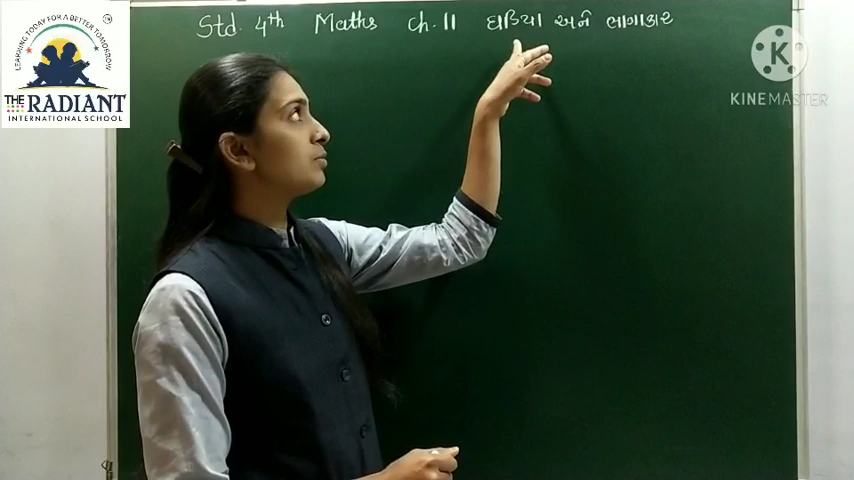 LEARNING TODAY FOR A BETTER TOMORROW
THE RADIANT
INTERNATIONAL SCHOOL
Std. 4th Maths Ch. 11 ઘડિયા અને ભાગાકાર
K
KINEMASTER